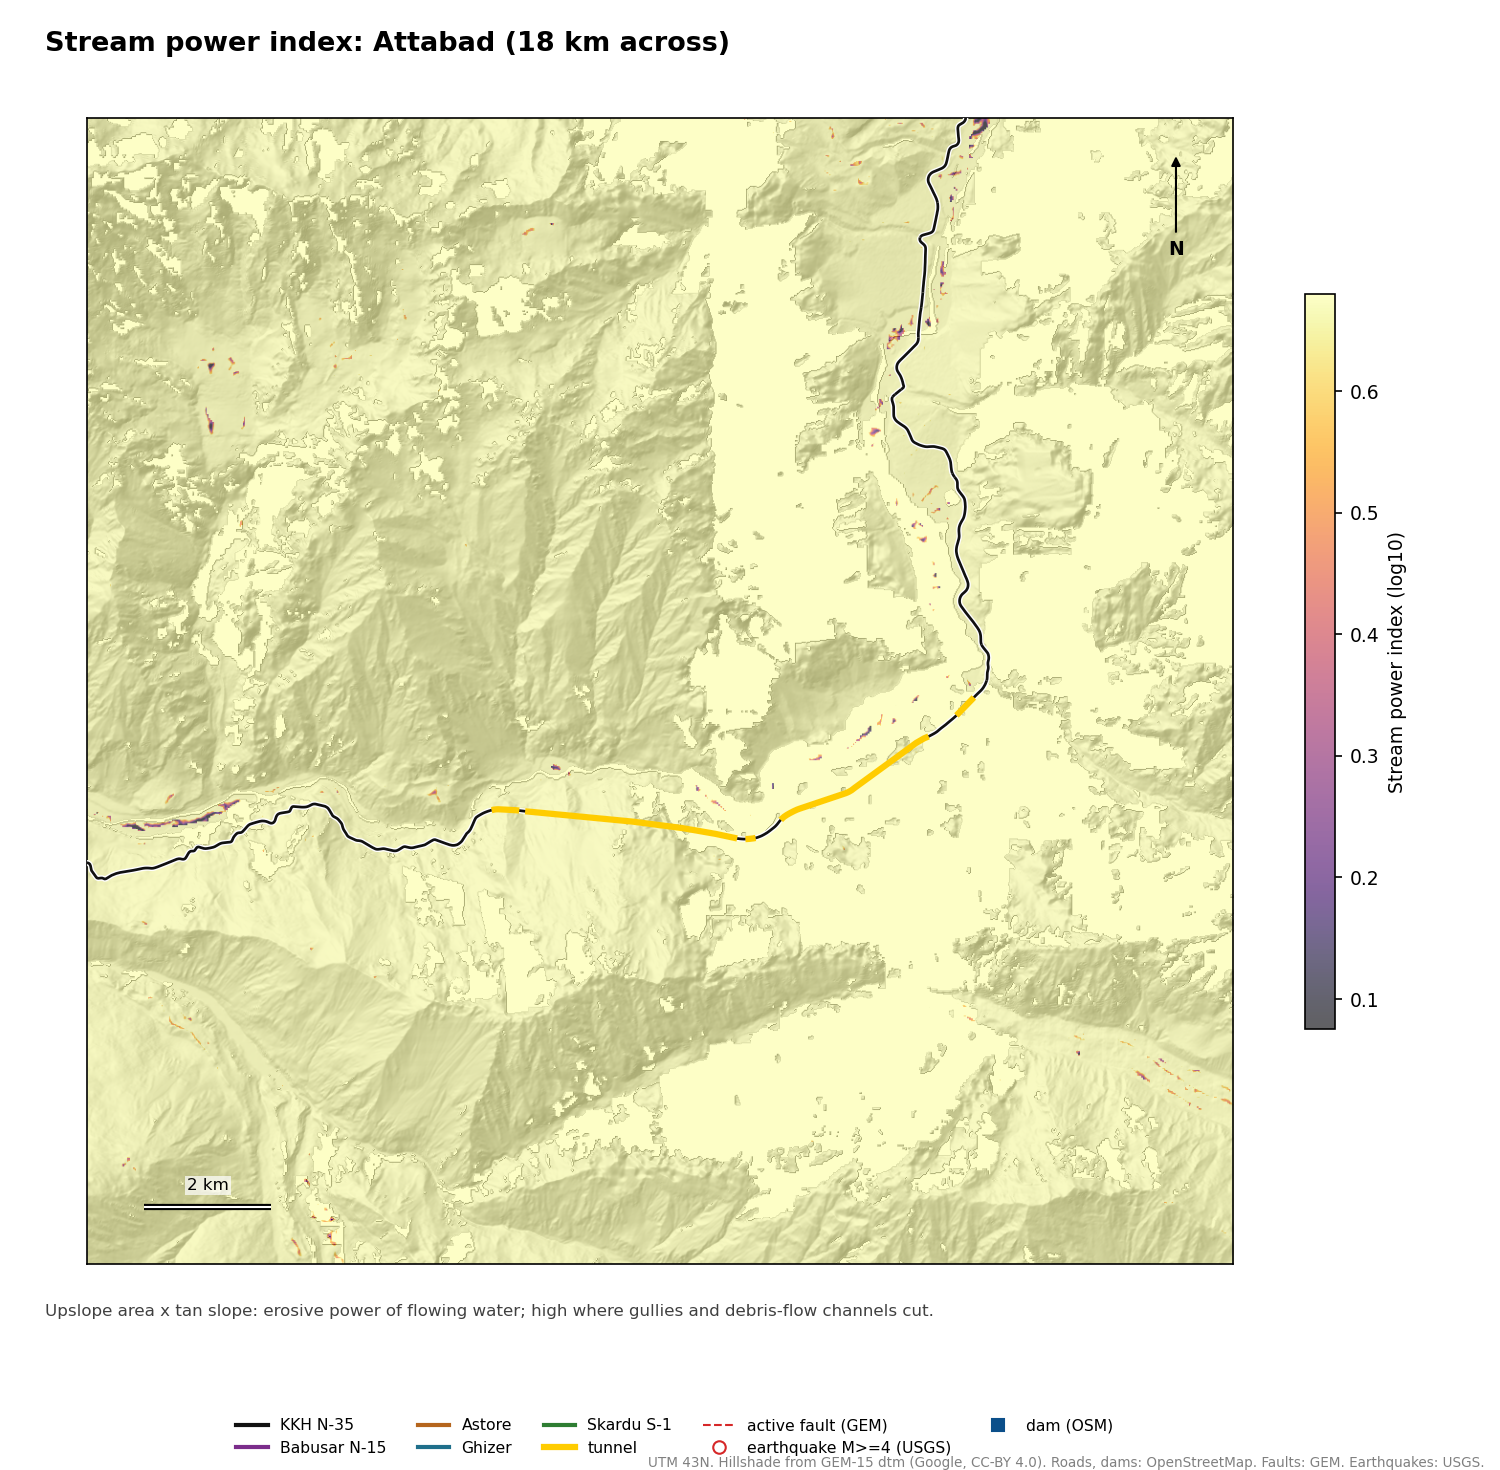 Stream power index: Attabad (18 km across)
N
0.6
0.5
0.4
0.3
0.2
0.1
Stream power index (log10)
2 km
Upslope area x tan slope: erosive power of flowing water; high where gullies and debris-flow channels cut.
KKH N-35
Babusar N-15
Astore
Ghizer
Skardu S-1
tunnel
active fault (GEM)
earthquake M>=4 (USGS)
dam (OSM)
UTM 43N. Hillshade from GEM-15 dtm (Google, CC-BY 4.0). Roads, dams: OpenStreetMap. Faults: GEM. Earthquakes: USGS.